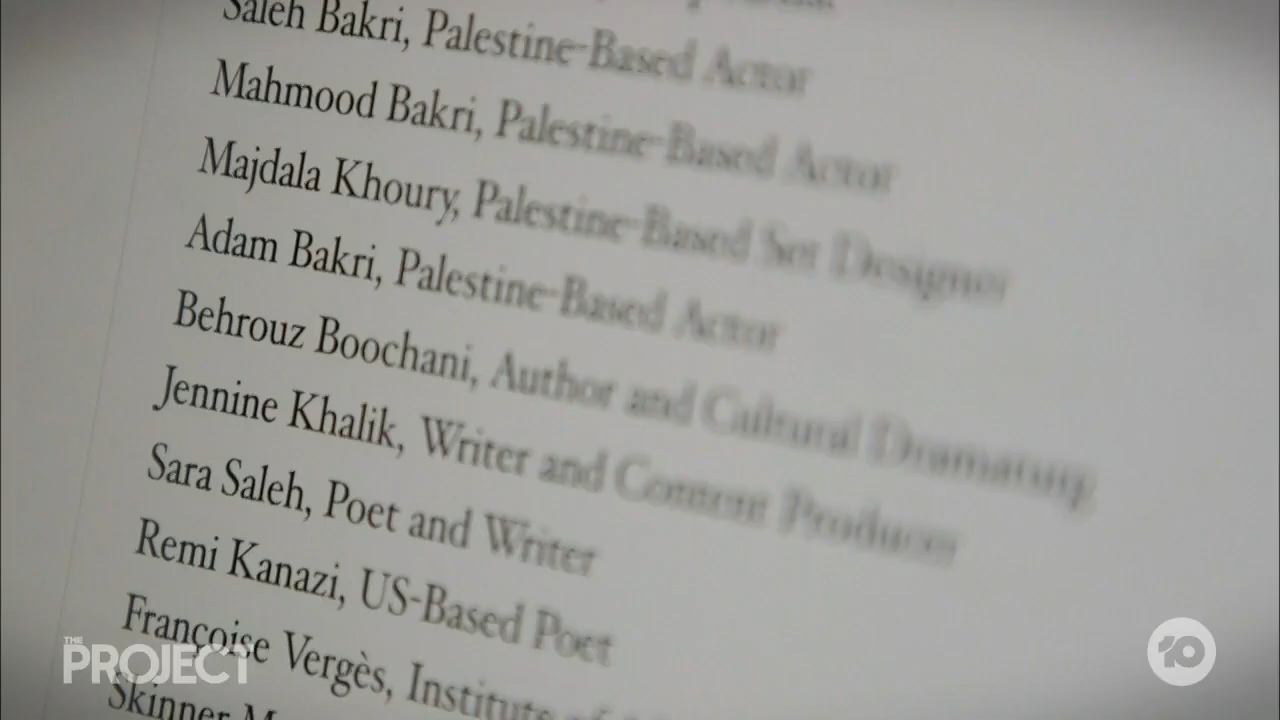 Saleh Bakri, Palestine-Based Actor
Mahmood Bakri, Palestine-Based Actor
Majdala Khoury, Palestine-Based Set Designer
Adam Bakri, Palestine-Based Actor
Behrouz Boochani, Author and Cultural Dramaturg
Jennine Khalik, Writer and Content Producer
Sara Saleh, Poet and Writer
Remi Kanazi, US-Based Poet
Françoise Vergès, Institute of
Skinner
THE
PROJECT
10